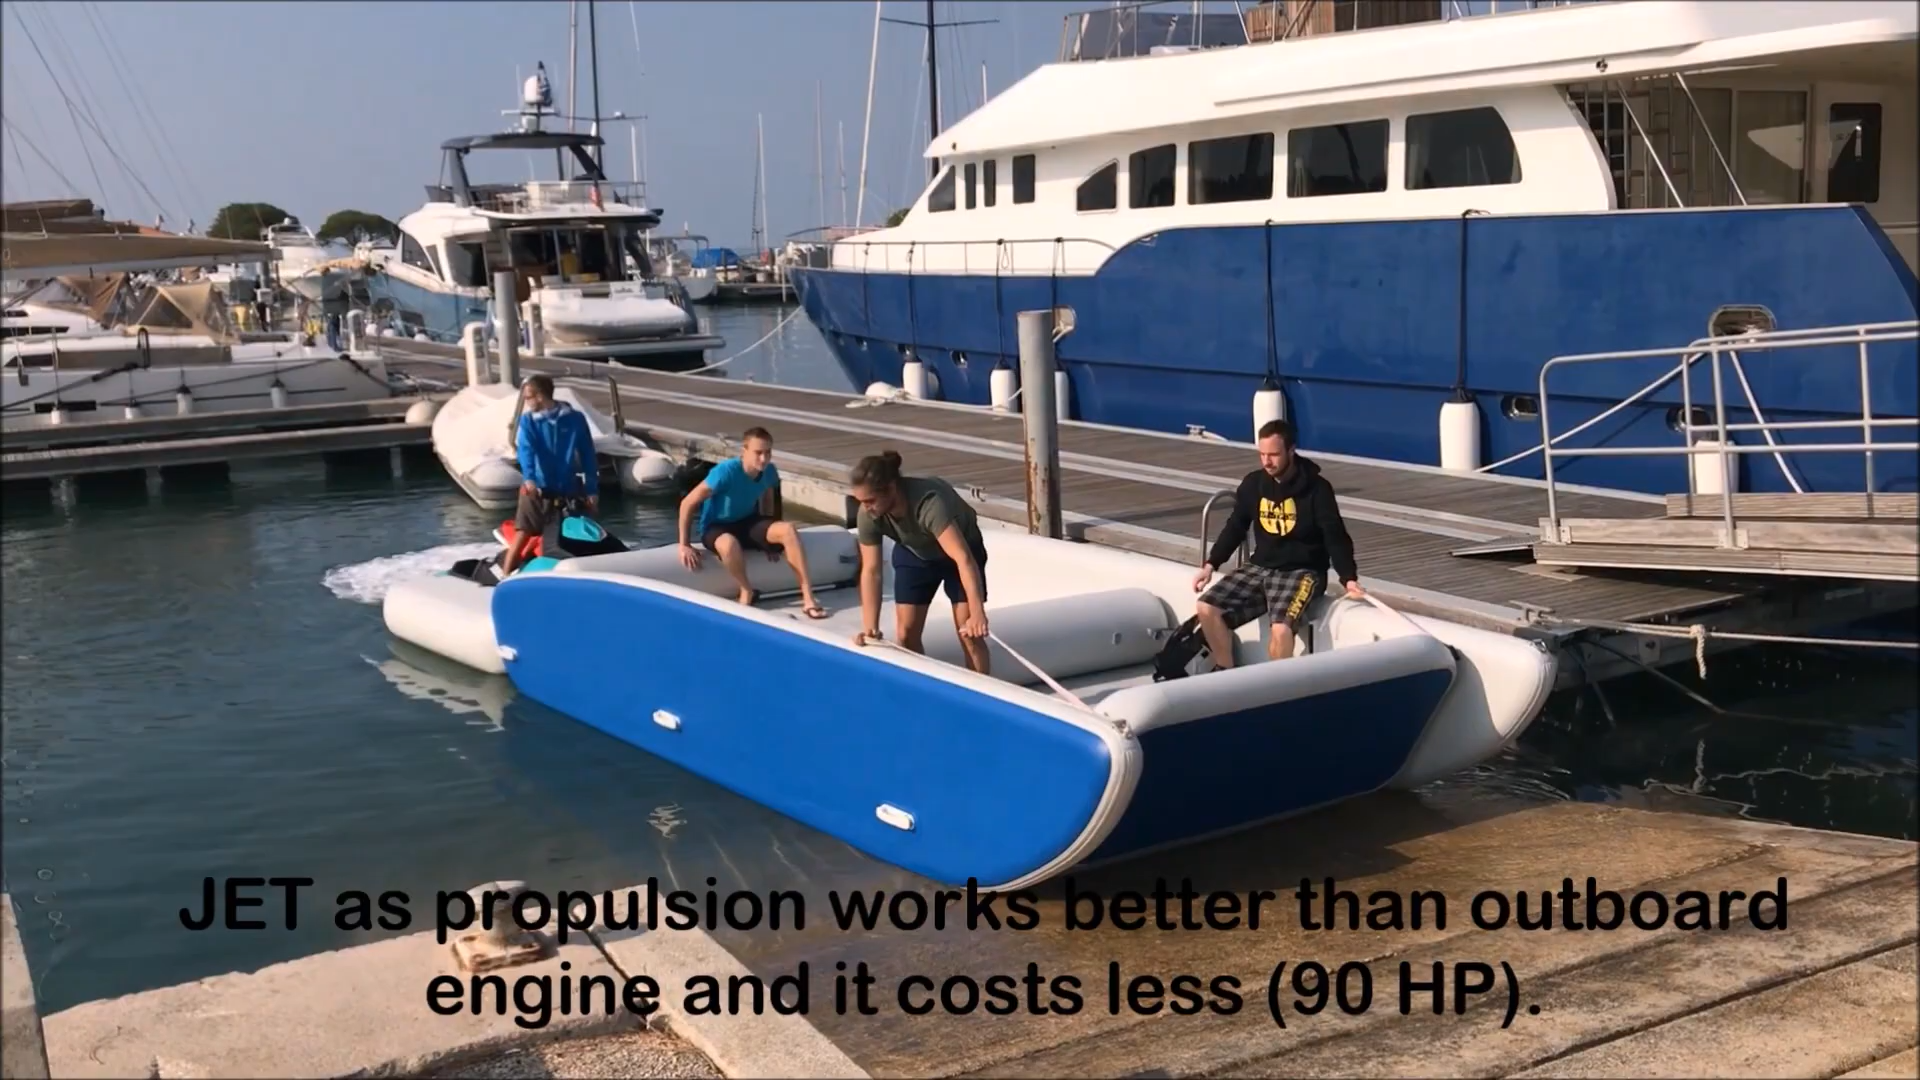 JET as propulsion works better than outboard
engine and it costs less (90 HP).